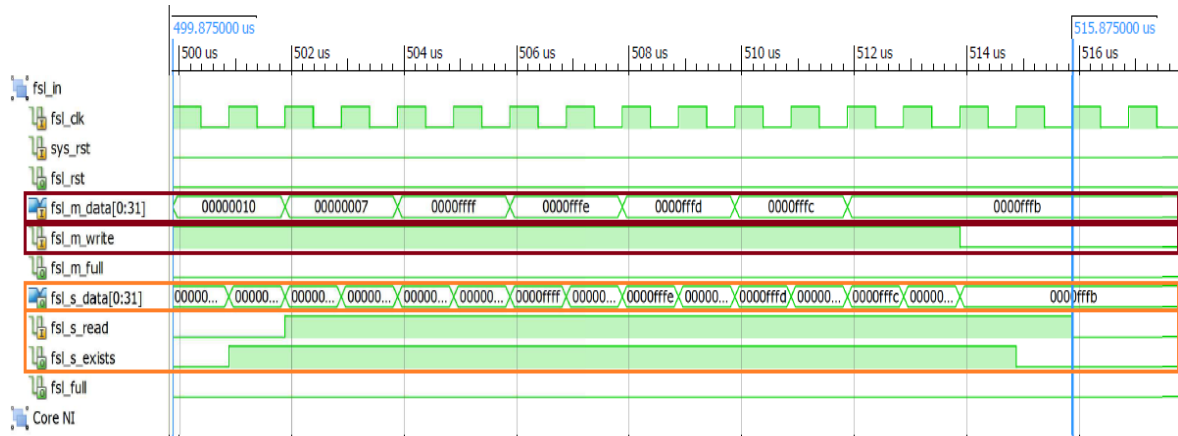 499.875000 us 515.875000 us
500 us 502 us 504 us 506 us 508 us 510 us 512 us 514 us 516 us
fsl_in
fsl_clk
sys_rst
fsl_rst
fsl_m_data[0:31] 00000010 00000007 0000ffff 0000fffe 0000fffd 0000fffc 0000fffb
fsl_m_write
fsl_m_full
fsl_s_data[0:31] 00000... 00000... 00000... 00000... 00000... 00000... 0000ffff 00000... 0000fffe 00000... 0000fffd 00000... 0000fffc 00000... 0000fffb
fsl_s_read
fsl_s_exists
fsl_full
Core NI